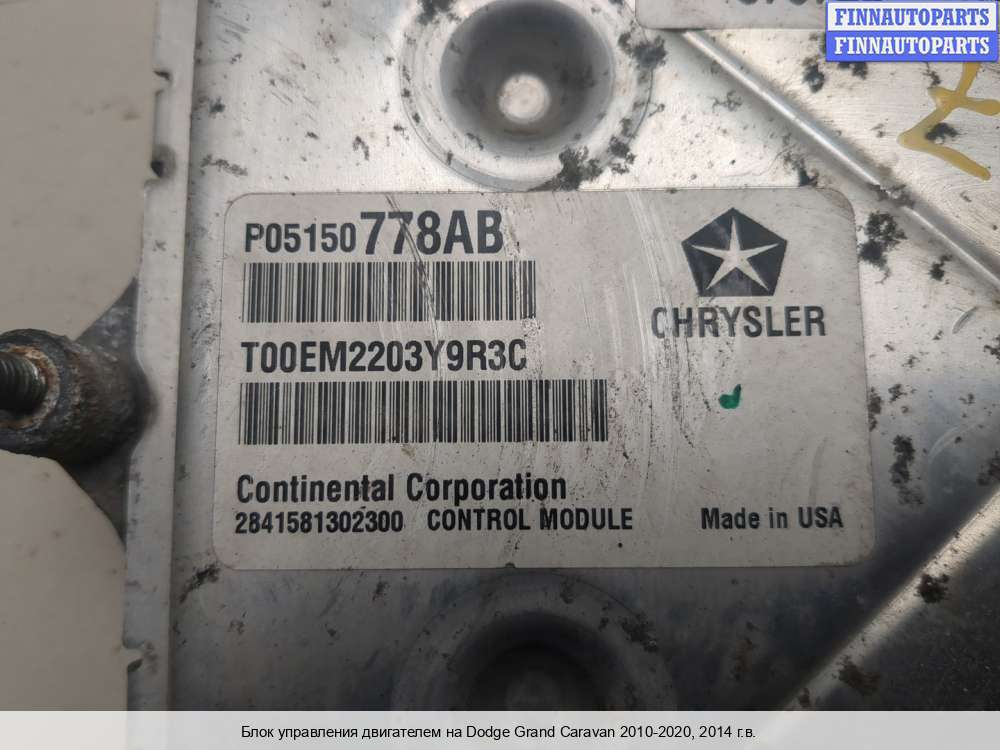 FINNAUTOPARTS
FINNAUTOPARTS
P05150778AB
CHRYSLER
T00EM2203Y9R3C
Continental Corporation
2841581302300 CONTROL MODULE Made in USA
Блок управления двигателем на Dodge Grand Caravan 2010-2020, 2014 г.в.